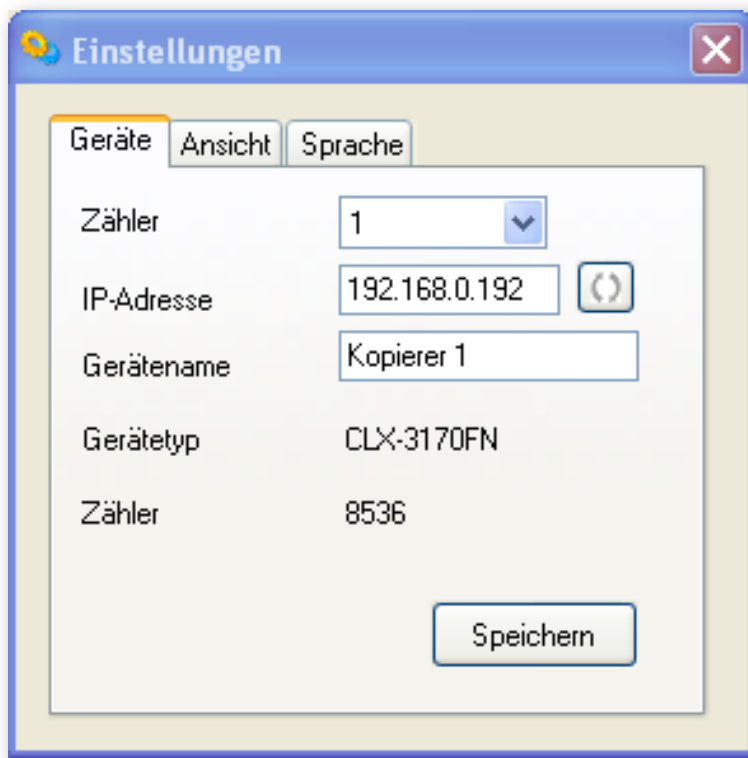 Einstellungen
Geräte Ansicht Sprache
Zähler 1
IP-Adresse 192.168.0.192
Gerätename Kopierer 1
Gerätetyp CLX-3170FN
Zähler 8536
Speichern